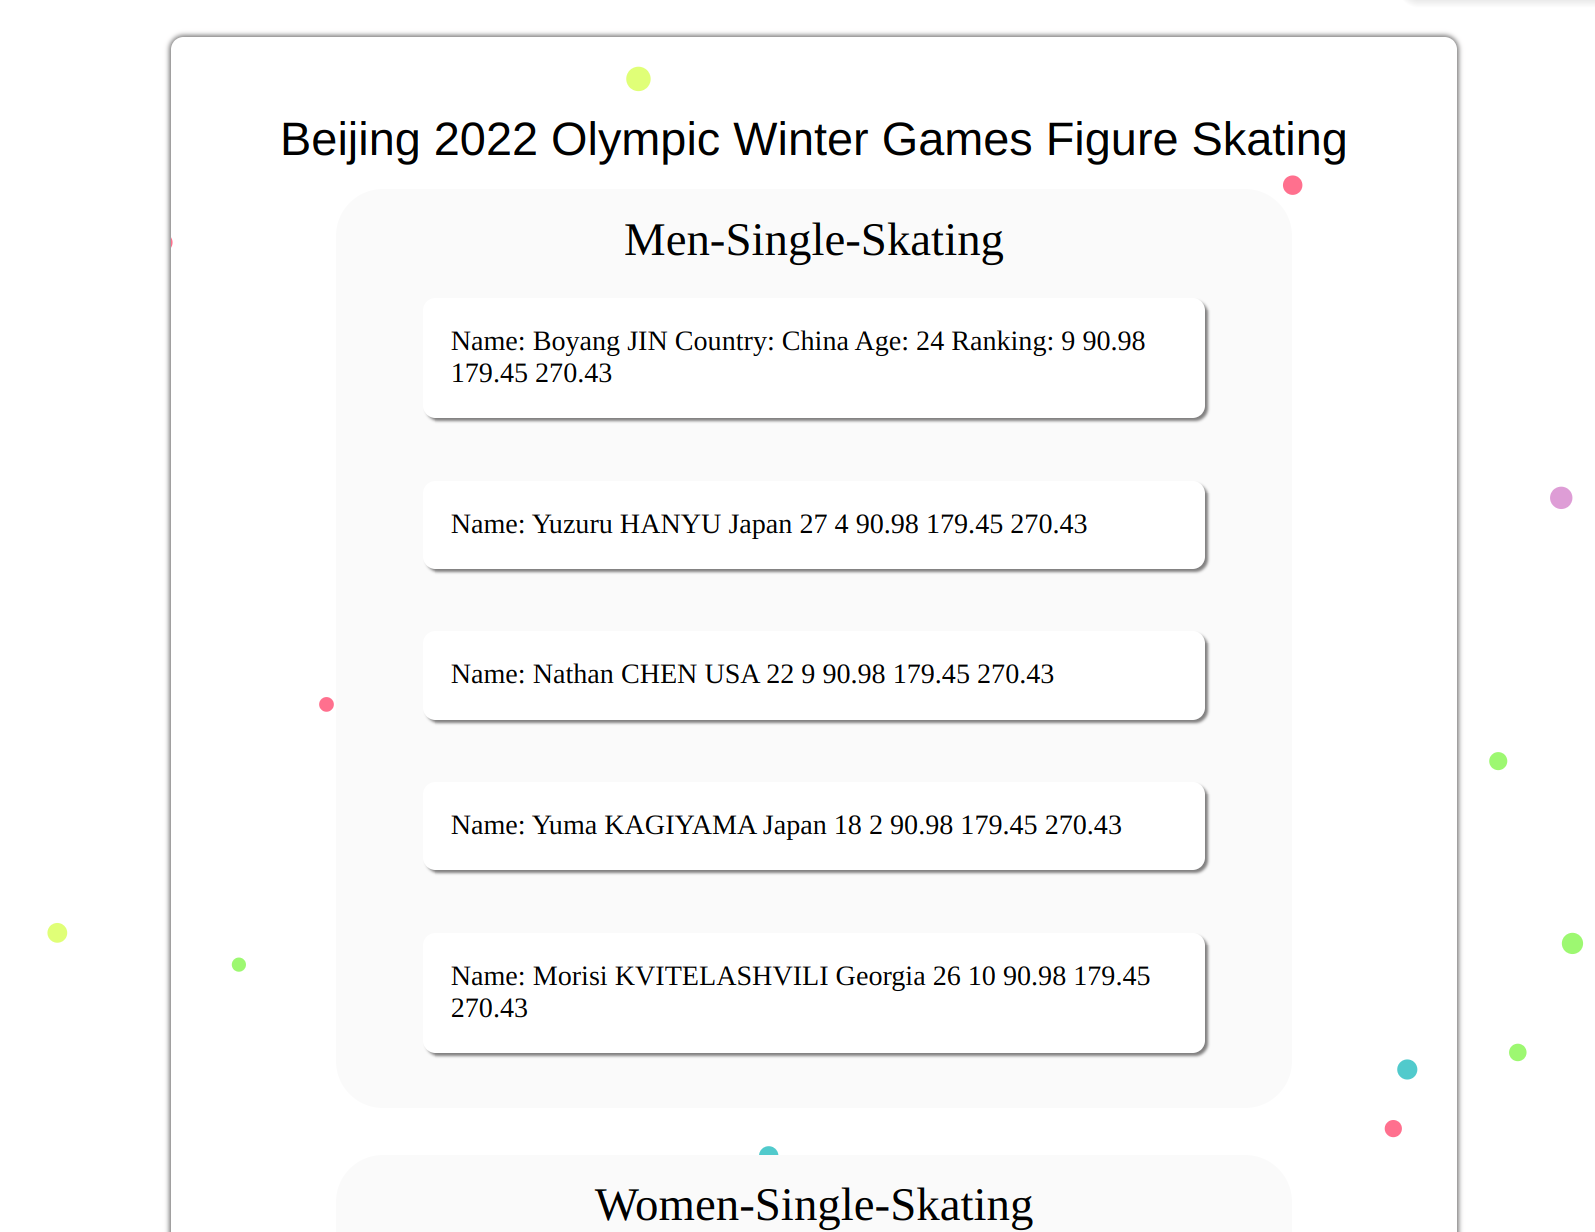 Beijing 2022 Olympic Winter Games Figure Skating
Men-Single-Skating
Name: Boyang JIN Country: China Age: 24 Ranking: 9 90.98
179.45 270.43
Name: Yuzuru HANYU Japan 27 4 90.98 179.45 270.43
Name: Nathan CHEN USA 22 9 90.98 179.45 270.43
Name: Yuma KAGIYAMA Japan 18 2 90.98 179.45 270.43
Name: Morisi KVITELASHVILI Georgia 26 10 90.98 179.45
270.43
Women-Single-Skating